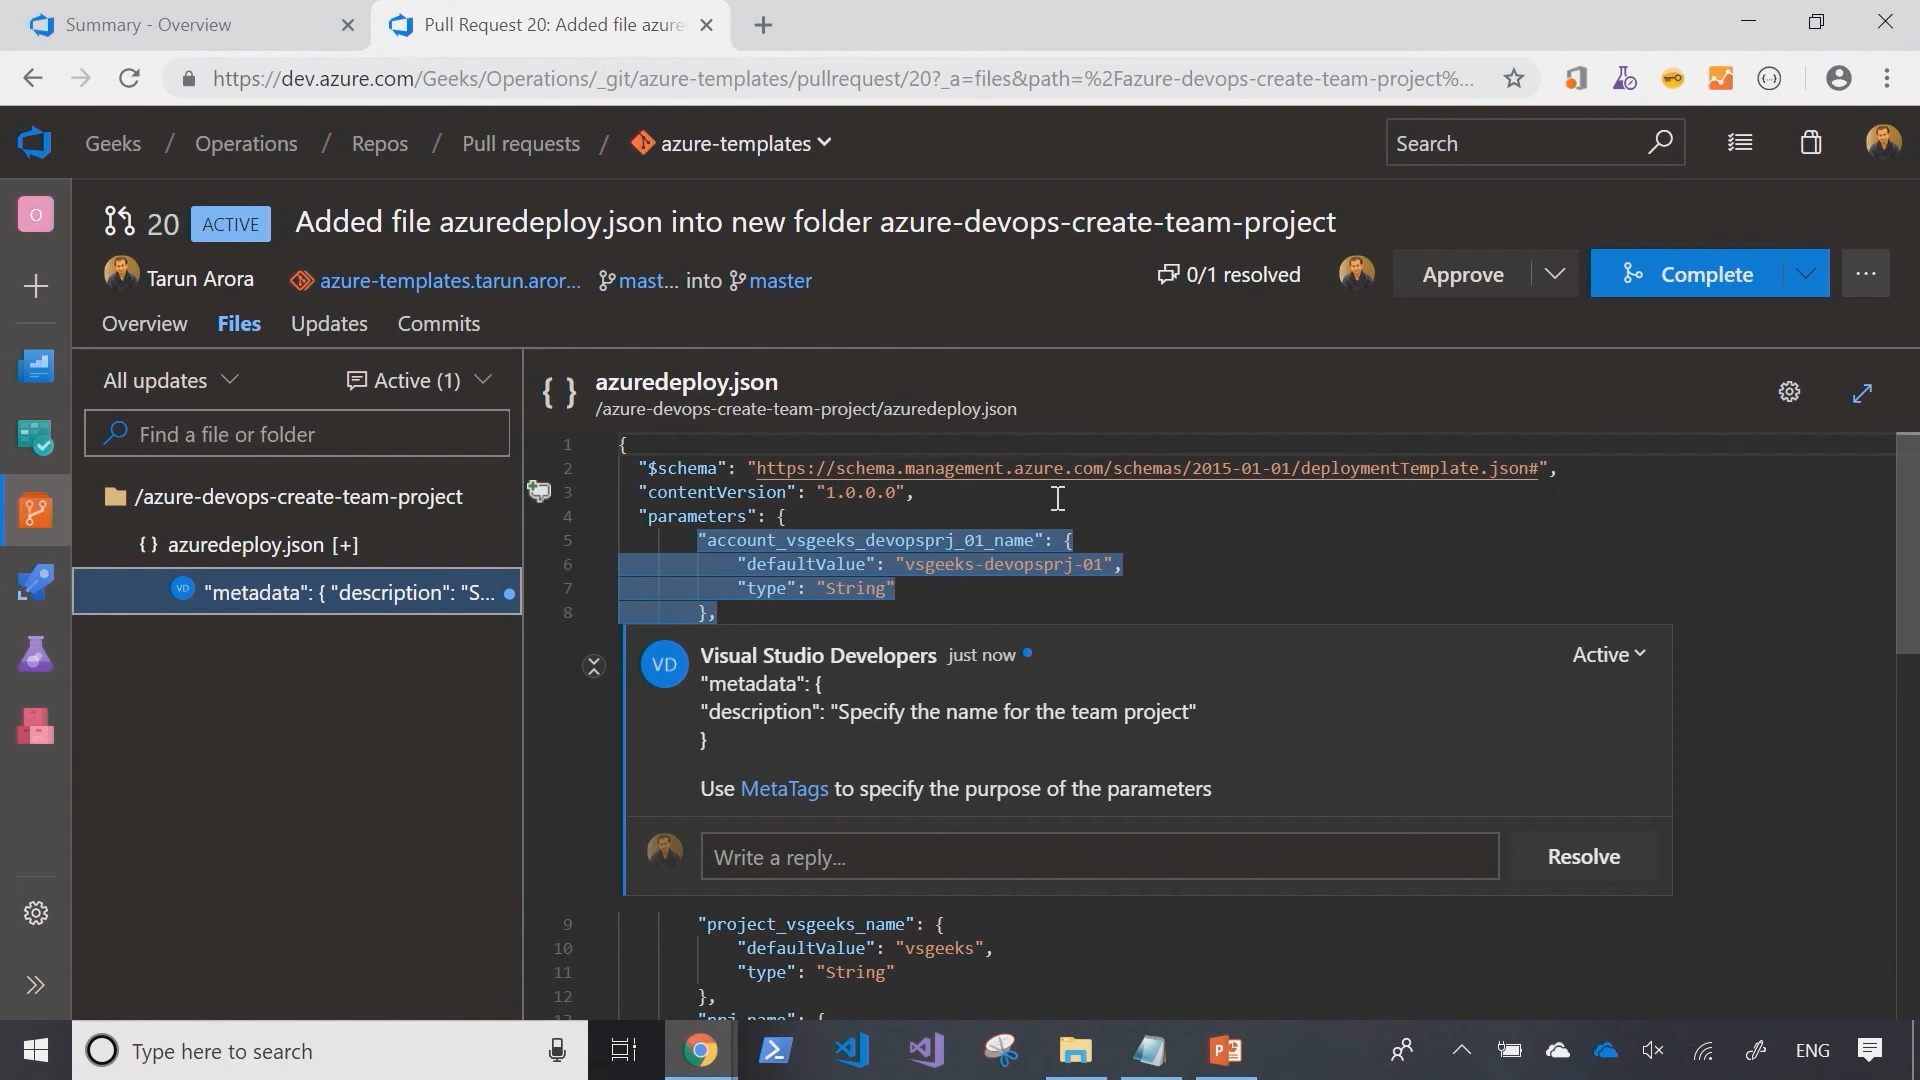 Summary - Overview
Pull Request 20: Added file azure
https://dev.azure.com/Geeks/Operations/_git/azure-templates/pullrequest/20?_a=files&path=%2Fazure-devops-create-team-project%...
Geeks / Operations / Repos / Pull requests / azure-templates
Search
O
20 ACTIVE Added file azuredeploy.json into new folder azure-devops-create-team-project
Tarun Arora azure-templates.tarun.aror... mast... into master
0/1 resolved
Approve
Complete
Overview Files Updates Commits
All updates
Active (1)
Find a file or folder
/azure-devops-create-team-project
{ } azuredeploy.json [+]
VD "metadata": { "description": "S...
{ } azuredeploy.json
/azure-devops-create-team-project/azuredeploy.json
1 {
2 "$schema": "https://schema.management.azure.com/schemas/2015-01-01/deploymentTemplate.json#",
3 "contentVersion": "1.0.0.0",
4 "parameters": {
5 "account_vsgeeks_devopsprj_01_name": {
6 "defaultValue": "vsgeeks-devopsprj-01",
7 "type": "String"
8 },
VD Visual Studio Developers just now
Active
"metadata": {
"description": "Specify the name for the team project"
}
Use MetaTags to specify the purpose of the parameters
Write a reply...
Resolve
9 "project_vsgeeks_name": {
10 "defaultValue": "vsgeeks",
11 "type": "String"
12 },
Type here to search
ENG